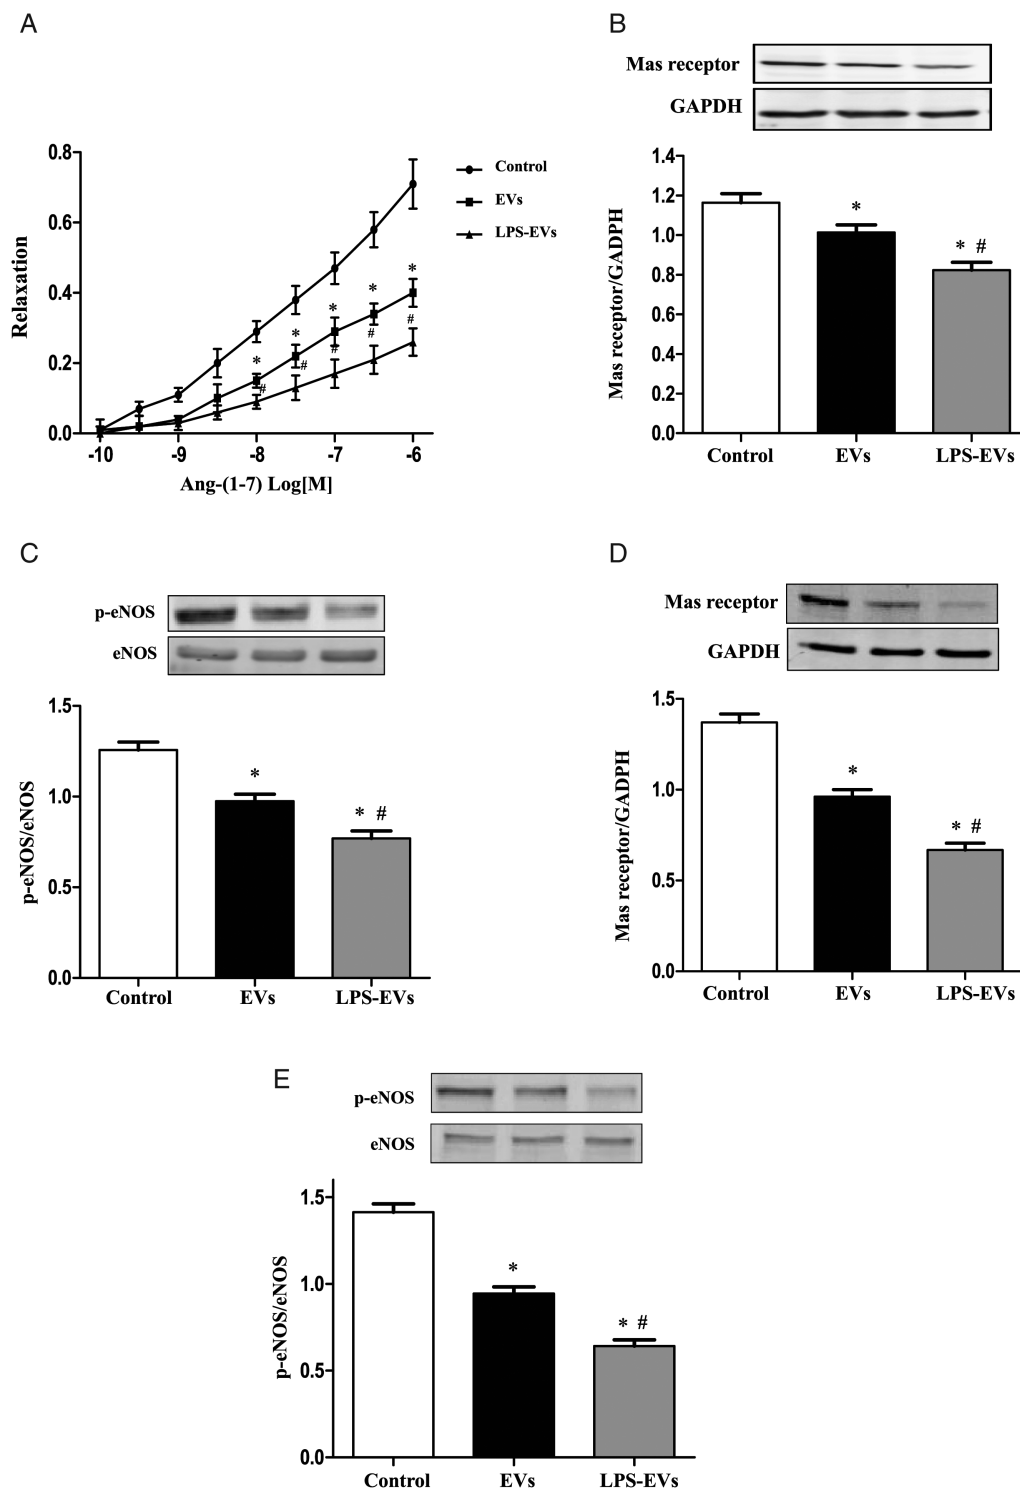 A
0.8
0.6
0.4
0.2
0.0
Relaxation
-10 -9 -8 -7 -6
Ang-(1-7) Log[M]
Control
EVs
LPS-EVs
* * * * *
# # # # #
B
Mas receptor
GAPDH
1.4
1.2
1.0
0.8
0.6
0.4
0.2
0.0
Mas receptor/GADPH
*
* #
Control EVs LPS-EVs
C
p-eNOS
eNOS
1.5
1.0
0.5
0.0
p-eNOS/eNOS
*
* #
Control EVs LPS-EVs
D
Mas receptor
GAPDH
1.5
1.0
0.5
0.0
Mas receptor/GADPH
*
* #
Control EVs LPS-EVs
E
p-eNOS
eNOS
1.5
1.0
0.5
0.0
p-eNOS/eNOS
*
* #
Control EVs LPS-EVs